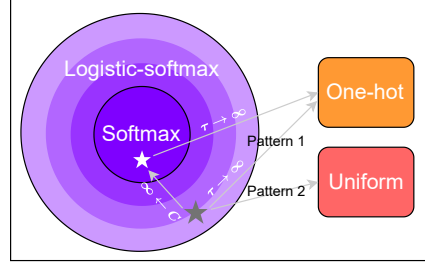 Logistic-softmax
One-hot
τ → ∞
Softmax
Pattern 1
τ → ∞
C → ∞
Pattern 2
Uniform